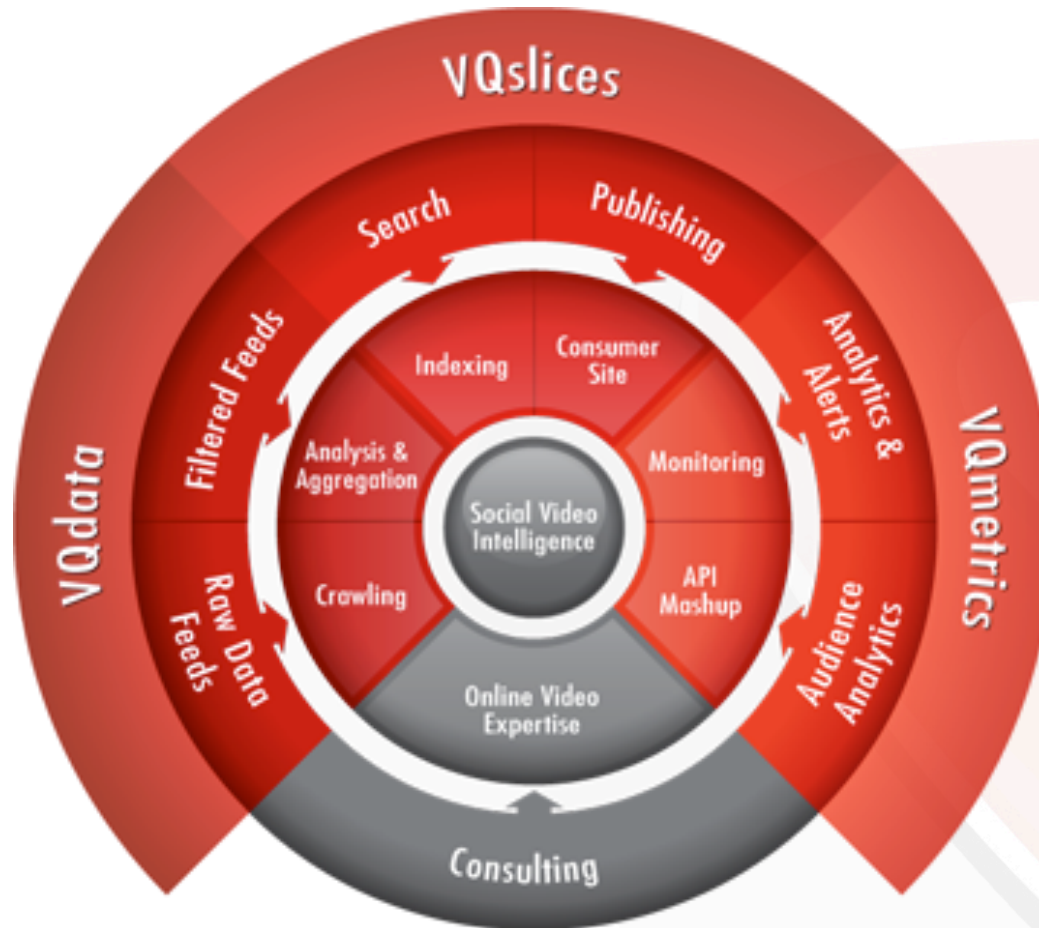 VQslices
Search
Publishing
Filtered Feeds
Analytics &
Alerts
Indexing
Consumer
Site
Analysis &
Aggregation
Monitoring
VQdata
Social Video
Intelligence
VQmetrics
Crawling
API
Mashup
Raw Data
Feeds
Audience
Analytics
Online Video
Expertise
Consulting